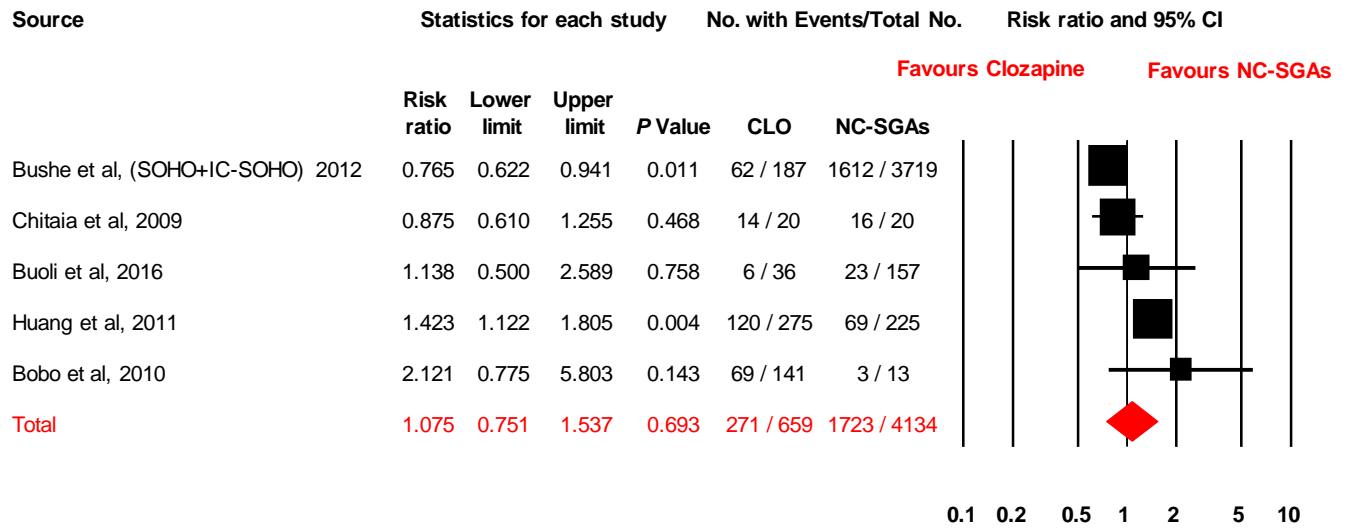 Source Statistics for each study No. with Events/Total No. Risk ratio and 95% CI
Favours Clozapine Favours NC-SGAs
Risk ratio Lower limit Upper limit P Value CLO NC-SGAs
Bushe et al, (SOHO+IC-SOHO) 2012 0.765 0.622 0.941 0.011 62 / 187 1612 / 3719
Chitaia et al, 2009 0.875 0.610 1.255 0.468 14 / 20 16 / 20
Buoli et al, 2016 1.138 0.500 2.589 0.758 6 / 36 23 / 157
Huang et al, 2011 1.423 1.122 1.805 0.004 120 / 275 69 / 225
Bobo et al, 2010 2.121 0.775 5.803 0.143 69 / 141 3 / 13
Total 1.075 0.751 1.537 0.693 271 / 659 1723 / 4134
0.1 0.2 0.5 1 2 5 10